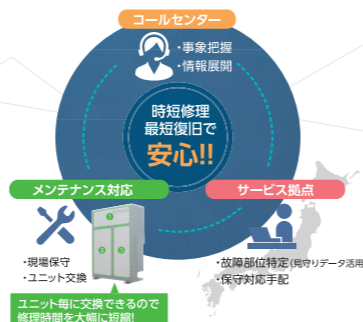 コールセンター
・事象把握
・情報展開
時短修理
最短復旧で
安心!!
メンテナンス対応
・現場保守
・ユニット交換
1
2
3
ユニット毎に交換できるので
修理時間を大幅に短縮!
サービス拠点
・故障部位特定(見守りデータ活用)
・保守対応手配